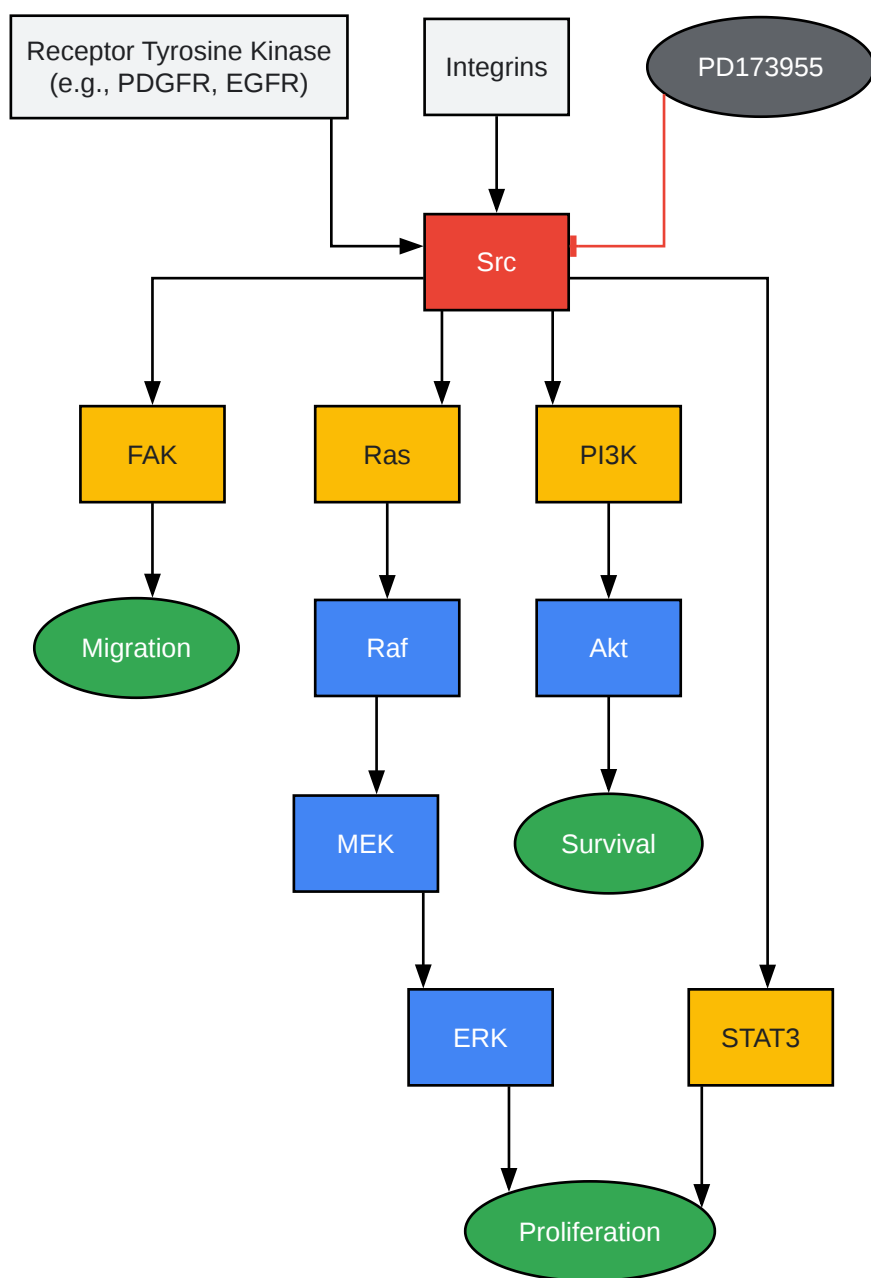 Receptor Tyrosine Kinase
(e.g., PDGFR, EGFR)
Integrins
PD173955
Src
FAK
Ras
PI3K
Migration
Raf
Akt
MEK
Survival
ERK
STAT3
Proliferation